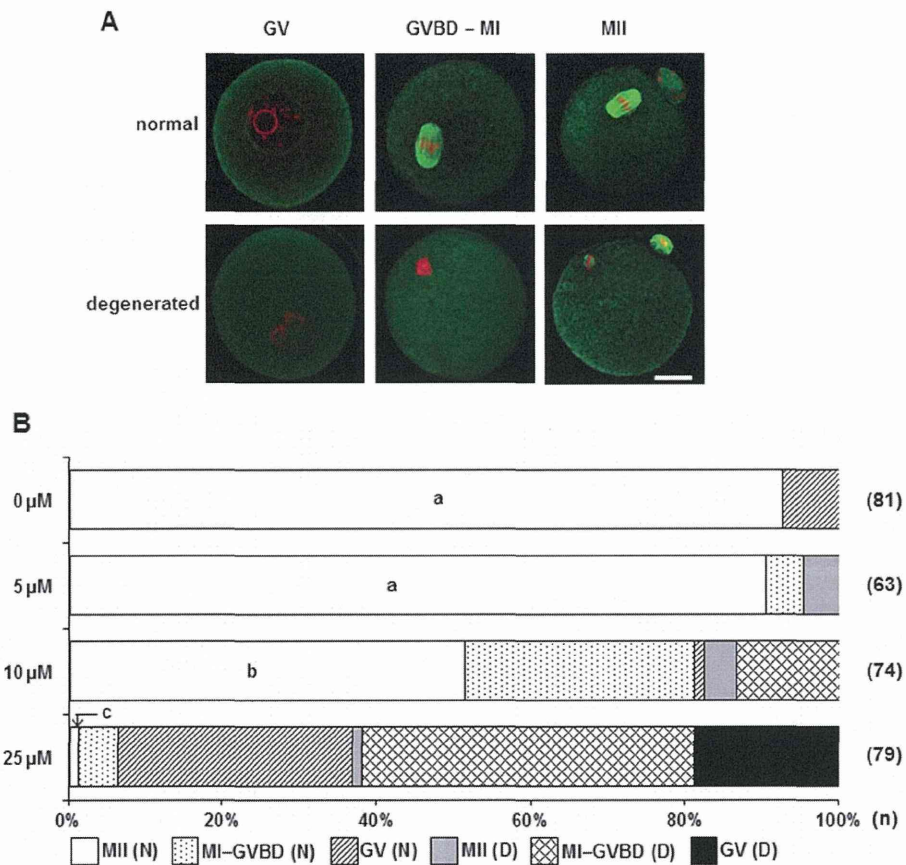 A
GV GVBD – MI MII
normal
degenerated
B
0 µM a (81)
5 µM a (63)
10 µM b (74)
c
25 µM (79)
0% 20% 40% 60% 80% 100% (n)
MII (N) MI–GVBD (N) GV (N) MII (D) MI–GVBD (D) GV (D)